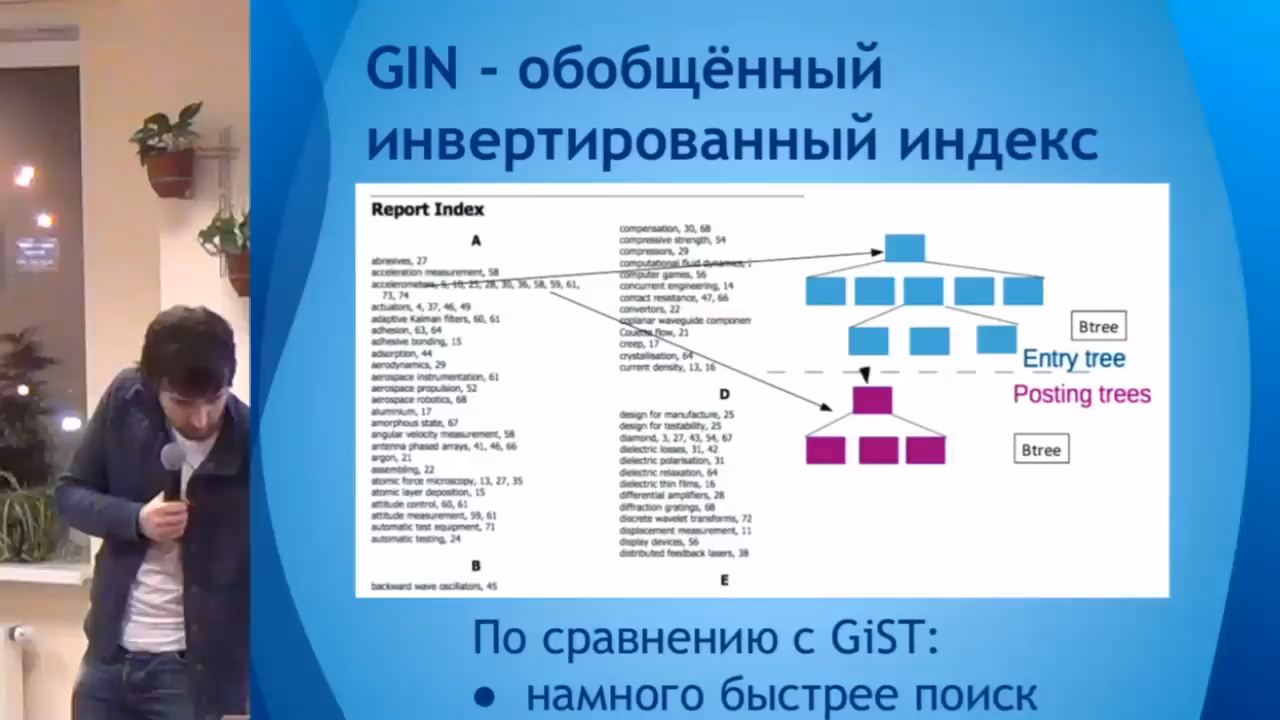 GIN - обобщённый
инвертированный индекс
Report Index
A
abrasives, 27
acceleration measurement, 58
accelerometers, 5, 10, 25, 28, 30, 36, 58, 59, 61,
73, 74
actuators, 4, 37, 46, 49
adaptive Kalman filters, 60, 61
adhesion, 63, 64
adhesive bonding, 15
adsorption, 44
aerodynamics, 29
aerospace instrumentation, 61
aerospace propulsion, 52
aerospace robotics, 68
aluminium, 17
amorphous state, 67
angular velocity measurement, 58
antenna phased arrays, 41, 46, 66
argon, 21
assembling, 22
atomic force microscopy, 13, 27, 35
atomic layer deposition, 15
attitude control, 60, 61
attitude measurement, 59, 61
automatic test equipment, 71
automatic testing, 24
B
backward wave oscillators, 45
compensation, 30, 68
compressive strength, 54
compressors, 29
computational fluid dynamics,
computer games, 56
concurrent engineering, 14
contact resistance, 47, 66
convertors, 22
coplanar waveguide componen
Couette flow, 21
creep, 17
crystallisation, 64
current density, 13, 16
D
design for manufacture, 25
design for testability, 25
diamond, 3, 27, 43, 54, 67
dielectric losses, 31, 42
dielectric polarisation, 31
dielectric relaxation, 64
dielectric thin films, 16
differential amplifiers, 28
diffraction gratings, 68
discrete wavelet transforms, 72
displacement measurement, 11
display devices, 56
distributed feedback lasers, 38
E
Btree
Entry tree
Posting trees
Btree
По сравнению с GiST:
● намного быстрее поиск